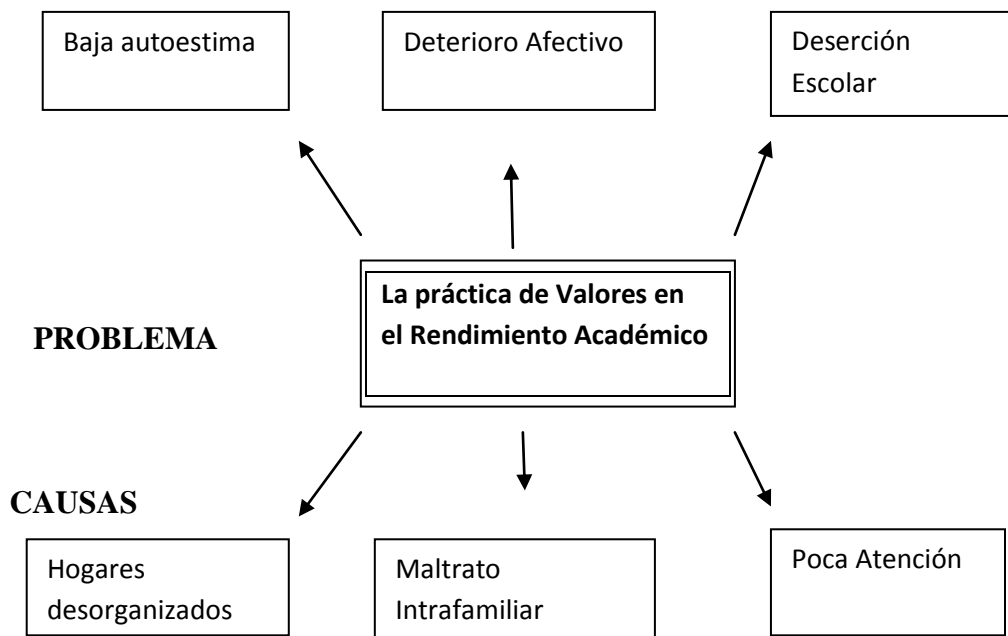 Baja autoestima
Deterioro Afectivo
Deserción
Escolar
La práctica de Valores en
el Rendimiento Académico
PROBLEMA
CAUSAS
Hogares
desorganizados
Maltrato
Intrafamiliar
Poca Atención